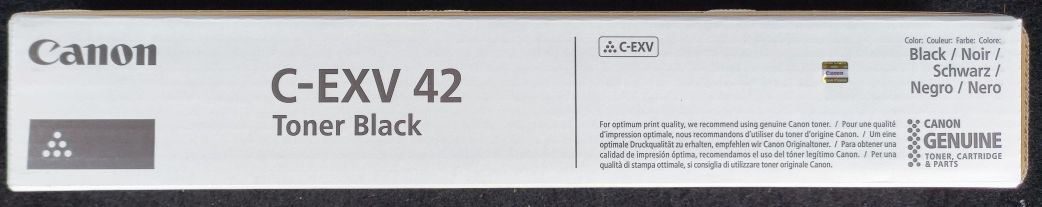 Canon
C-EXV 42
Toner Black
C-EXV
For optimum print quality, we recommend using genuine Canon toner. / Pour une qualité
d'impression optimale, nous recommandons d'utiliser du toner d'origine Canon. / Um eine
optimale Druckqualität zu erhalten, empfehlen wir Canon Originaltoner. / Para obtener una
calidad de impresión óptima, recomendamos el uso del tóner legítimo Canon. / Per una
qualità di stampa ottimale, si consiglia di utilizzare toner originale Canon.
Canon
Color: Couleur: Farbe: Colore:
Black / Noir /
Schwarz /
Negro / Nero
CANON
GENUINE
TONER, CARTRIDGE
& PARTS